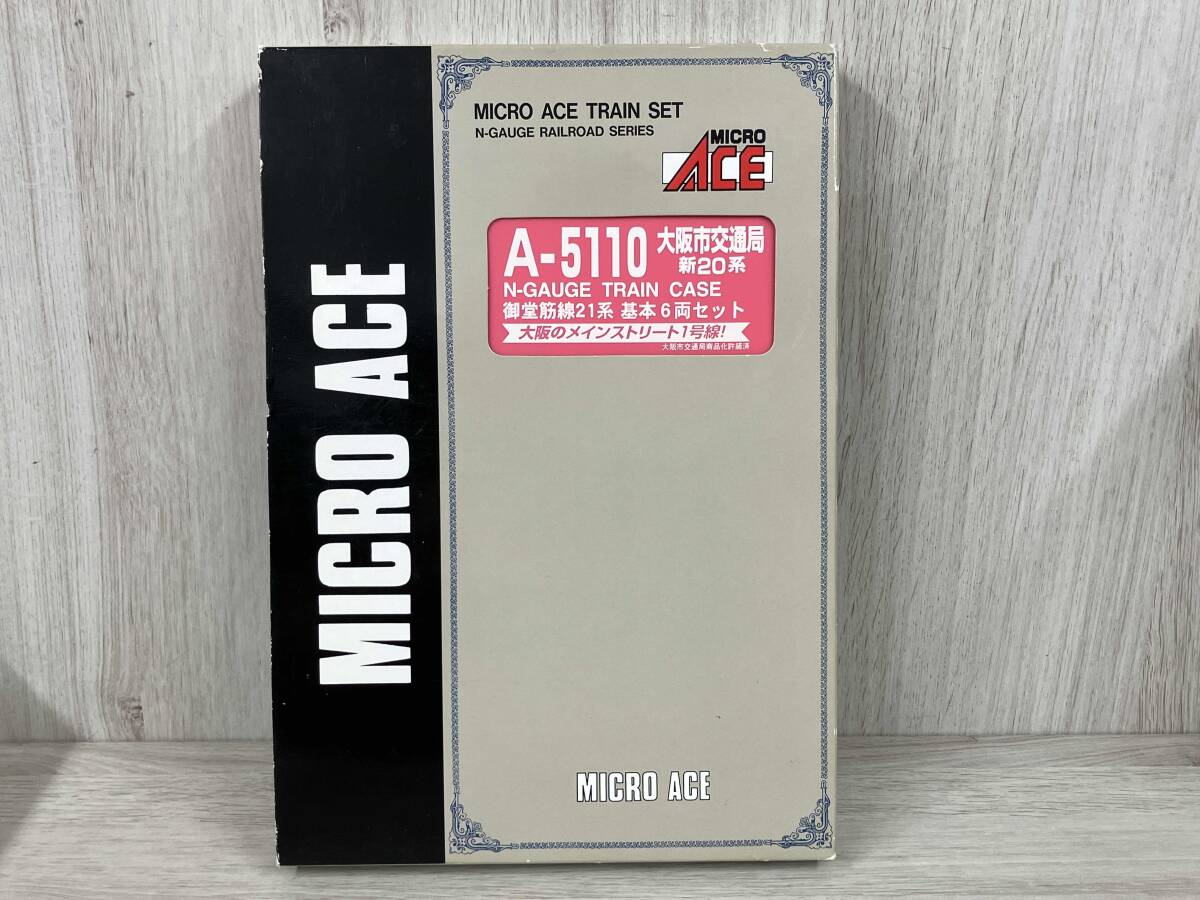 MICRO ACE
MICRO ACE TRAIN SET
N-GAUGE RAILROAD SERIES
MICRO
ACE
A-5110 大阪市交通局
新20系
N-GAUGE TRAIN CASE
御堂筋線21系 基本6両セット
大阪のメインストリート1号線!
大阪市交通局商品化許諾済
MICRO ACE